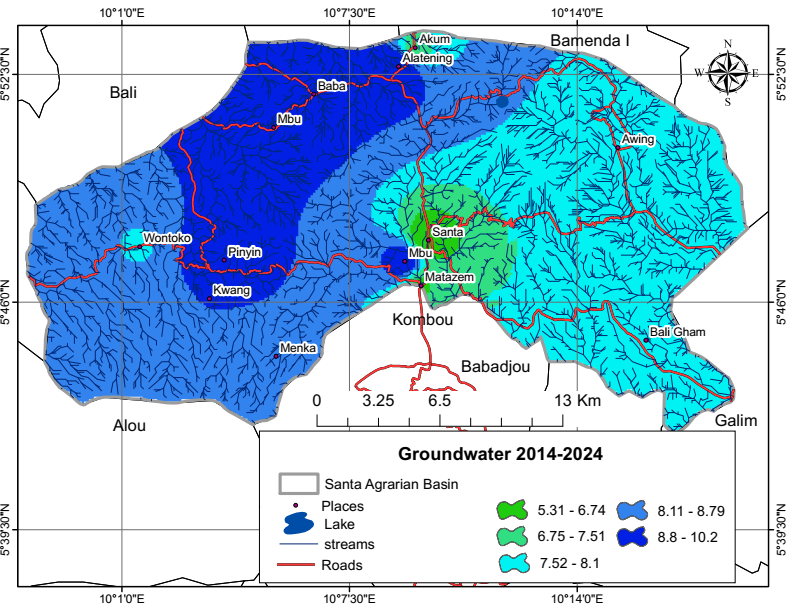 10°1'0"E 10°7'30"E 10°14'0"E
Akum
Bamenda I
Alatening
N
W E
S
5°52'30"N 5°52'30"N
Bali
Baba
Mbu
Awing
Santa
Wontoko
Pinyin
Mbu
Matazem
Kwang
5°46'0"N 5°46'0"N
Kombou
Bali Gham
Menka
Babadjou
0 3.25 6.5 13 Km
Alou
Galim
Groundwater 2014-2024
Santa Agrarian Basin
Places
Lake
streams
Roads
5.31 - 6.74
6.75 - 7.51
7.52 - 8.1
8.11 - 8.79
8.8 - 10.2
5°39'30"N 5°39'30"N
10°1'0"E 10°7'30"E 10°14'0"E